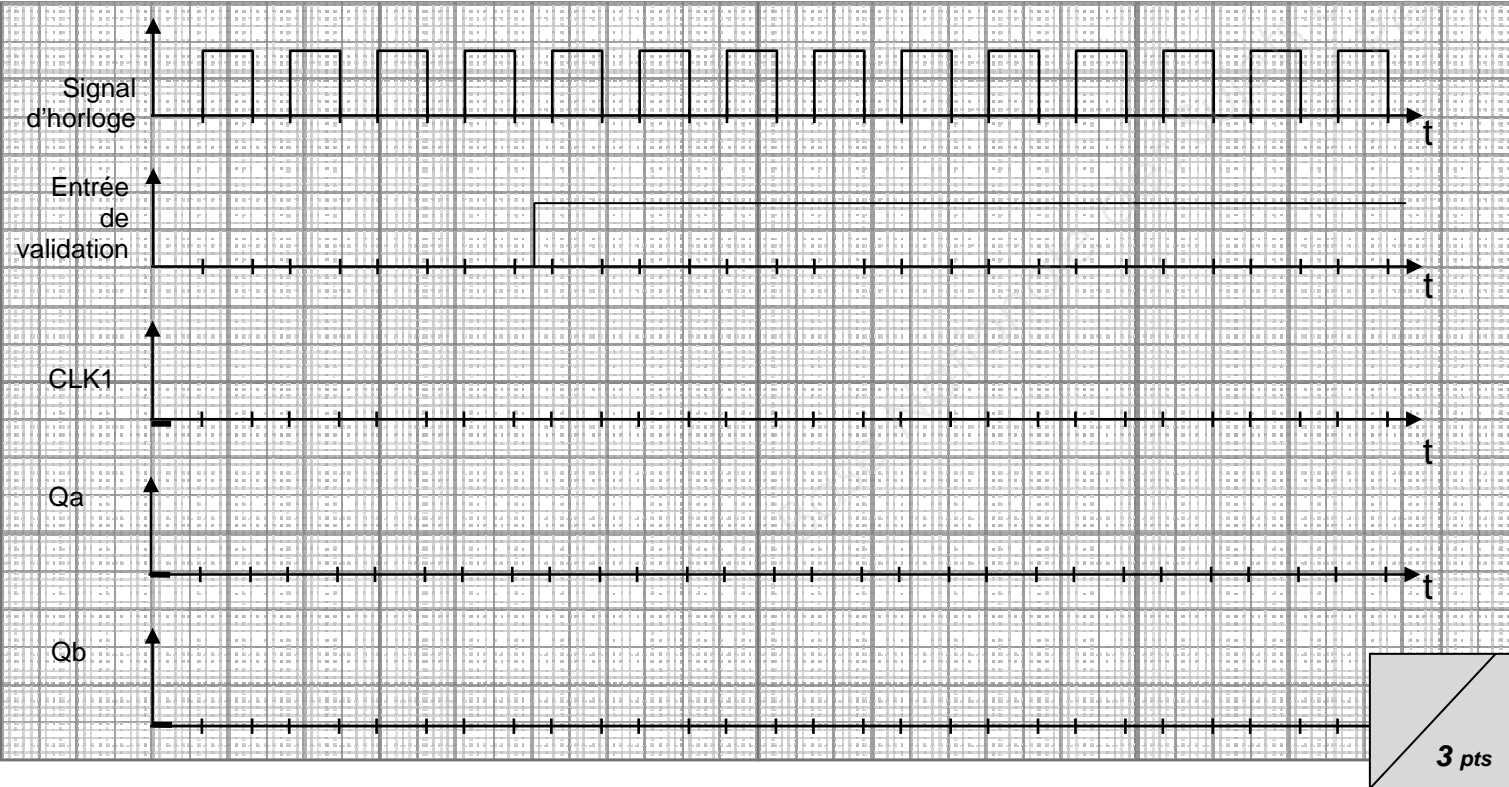 Signal
d'horloge
t
Entrée
de
validation
t
CLK1
t
Qa
t
Qb
3 pts